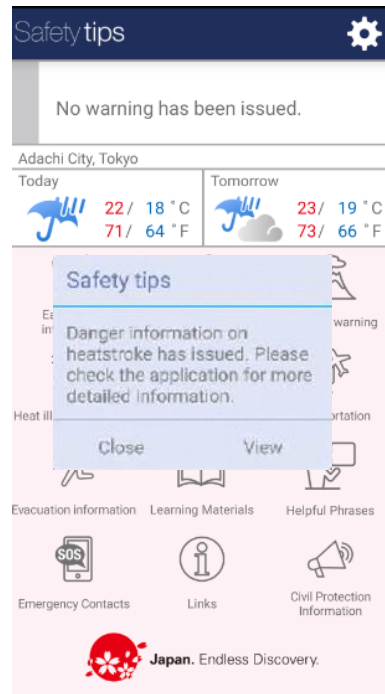 Safety tips
No warning has been issued.
Adachi City, Tokyo
Today
22/ 18 °C
71/ 64 °F
Tomorrow
23/ 19 °C
73/ 66 °F
warning
Safety tips
Danger information on
heatstroke has issued. Please
check the application for more
detailed information.
Close View
Heat
Evacuation information
Learning Materials
Helpful Phrases
SOS
Emergency Contacts
Links
Civil Protection
Information
Japan. Endless Discovery.